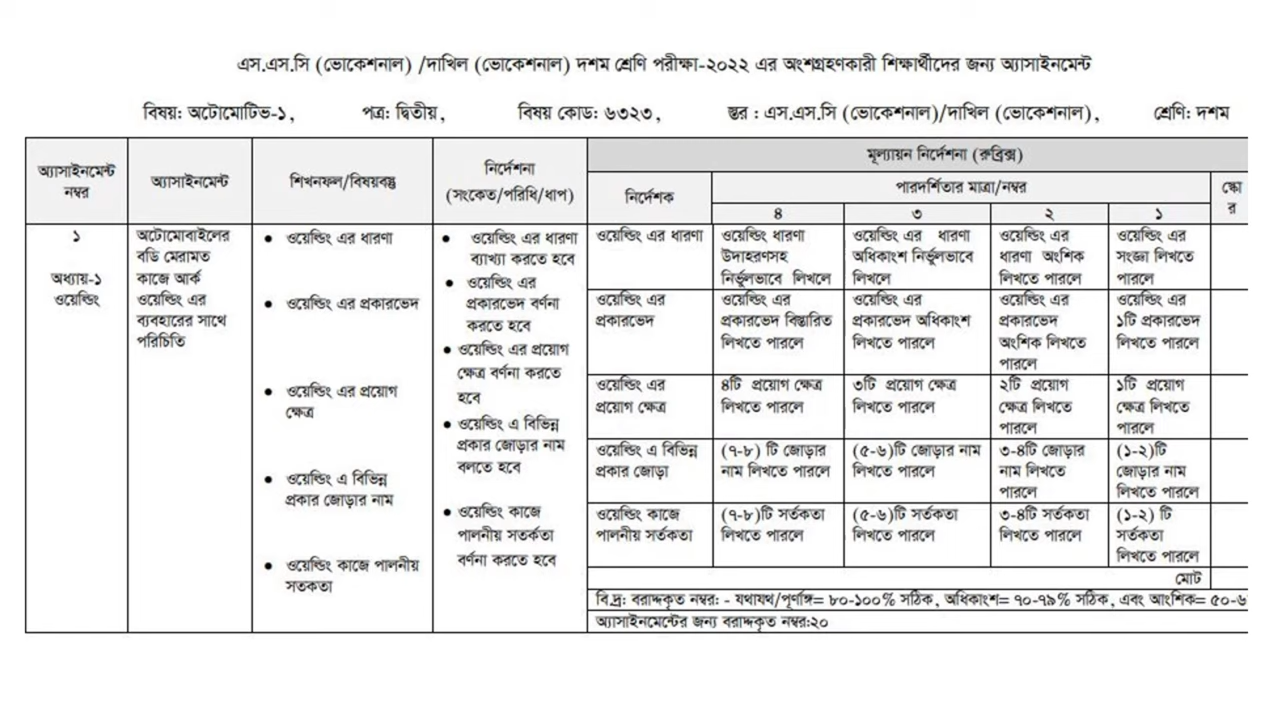 এস.এস.সি (ভোকেশনাল) /দাখিল (ভোকেশনাল) দশম শ্রেণি পরীক্ষা-২০২২ এর অংশগ্রহণকারী শিক্ষার্থীদের জন্য অ্যাসাইনমেন্ট
বিষয়: অটোমোটিভ-১, পত্র: দ্বিতীয়, বিষয় কোড: ৬৩২৩, স্তর : এস.এস.সি (ভোকেশনাল)/দাখিল (ভোকেশনাল), শ্রেণি: দশম
অ্যাসাইনমেন্ট
নম্বর
অ্যাসাইনমেন্ট
শিখনফল/বিষয়বস্তু
নির্দেশনা
(সংকেত/পরিধি/ধাপ)
মূল্যায়ন নির্দেশনা (রুব্রিক্স)
নির্দেশক
পারদর্শিতার মাত্রা/নম্বর
স্কো
র
৪ ৩ ২ ১
১
অধ্যায়-১
ওয়েল্ডিং
অটোমোবাইলের
বডি মেরামত
কাজে আর্ক
ওয়েল্ডিং এর
ব্যবহারের সাথে
পরিচিতি
• ওয়েল্ডিং এর ধারণা
• ওয়েল্ডিং এর প্রকারভেদ
• ওয়েল্ডিং এর প্রয়োগ
ক্ষেত্র
• ওয়েল্ডিং এ বিভিন্ন
প্রকার জোড়ার নাম
• ওয়েল্ডিং কাজে পালনীয়
সতকতা
• ওয়েল্ডিং এর ধারণা
ব্যাখ্যা করতে হবে
• ওয়েল্ডিং এর
প্রকারভেদ বর্ণনা
করতে হবে
• ওয়েল্ডিং এর প্রয়োগ
ক্ষেত্র বর্ণনা করতে
হবে
• ওয়েল্ডিং এ বিভিন্ন
প্রকার জোড়ার নাম
বলতে হবে
• ওয়েল্ডিং কাজে
পালনীয় সতর্কতা
বর্ণনা করতে হবে
ওয়েল্ডিং এর ধারণা
ওয়েল্ডিং ধারণা
উদাহরণসহ
নির্ভুলভাবে লিখলে
ওয়েল্ডিং এর ধারণা
অধিকাংশ নির্ভুলভাবে
লিখলে
ওয়েল্ডিং এর
ধারণা অংশিক
লিখতে পারলে
ওয়েল্ডিং এর
সংজ্ঞা লিখতে
পারলে
ওয়েল্ডিং এর
প্রকারভেদ
ওয়েল্ডিং এর
প্রকারভেদ বিস্তারিত
লিখতে পারলে
ওয়েল্ডিং এর
প্রকারভেদ অধিকাংশ
লিখতে পারলে
ওয়েল্ডিং এর
প্রকারভেদ
অংশিক লিখতে
পারলে
ওয়েল্ডিং এর
১টি প্রকারভেদ
লিখতে পারলে
ওয়েল্ডিং এর
প্রয়োগ ক্ষেত্র
৪টি প্রয়োগ ক্ষেত্র
লিখতে পারলে
৩টি প্রয়োগ ক্ষেত্র
লিখতে পারলে
২টি প্রয়োগ
ক্ষেত্র লিখতে
পারলে
১টি প্রয়োগ
ক্ষেত্র লিখতে
পারলে
ওয়েল্ডিং এ বিভিন্ন
প্রকার জোড়া
(৭-৮) টি জোড়ার
নাম লিখতে পারলে
(৫-৬)টি জোড়ার নাম
লিখতে পারলে
৩-৪টি জোড়ার
নাম লিখতে
পারলে
(১-২)টি
জোড়ার নাম
লিখতে পারলে
ওয়েল্ডিং কাজে
পালনীয় সর্তকতা
(৭-৮)টি সর্তকতা
লিখতে পারলে
(৫-৬)টি সর্তকতা
লিখতে পারলে
৩-৪টি সর্তকতা
লিখতে পারলে
(১-২) টি
সর্তকতা
লিখতে পারলে
মোট
বি.দ্র: বরাদ্দকৃত নম্বর: - যথাযথ/পূর্ণাঙ্গ= ৮০-১০০% সঠিক, অধিকাংশ= ৭০-৭৯% সঠিক, এবং আংশিক= ৫০-৬
অ্যাসাইনমেন্টের জন্য বরাদ্দকৃত নম্বর:২০